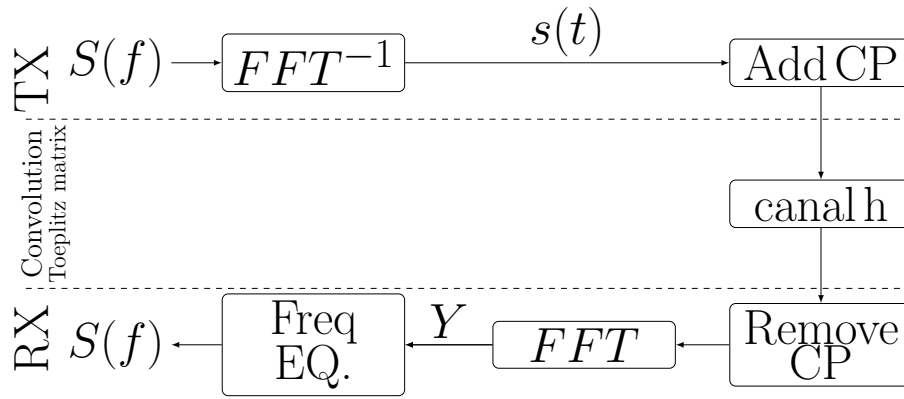 TX
S(f)
FFT⁻¹
s(t)
Add CP
Convolution
Toeplitz matrix
canal h
RX
S(f)
Freq
EQ.
Y
FFT
Remove
CP